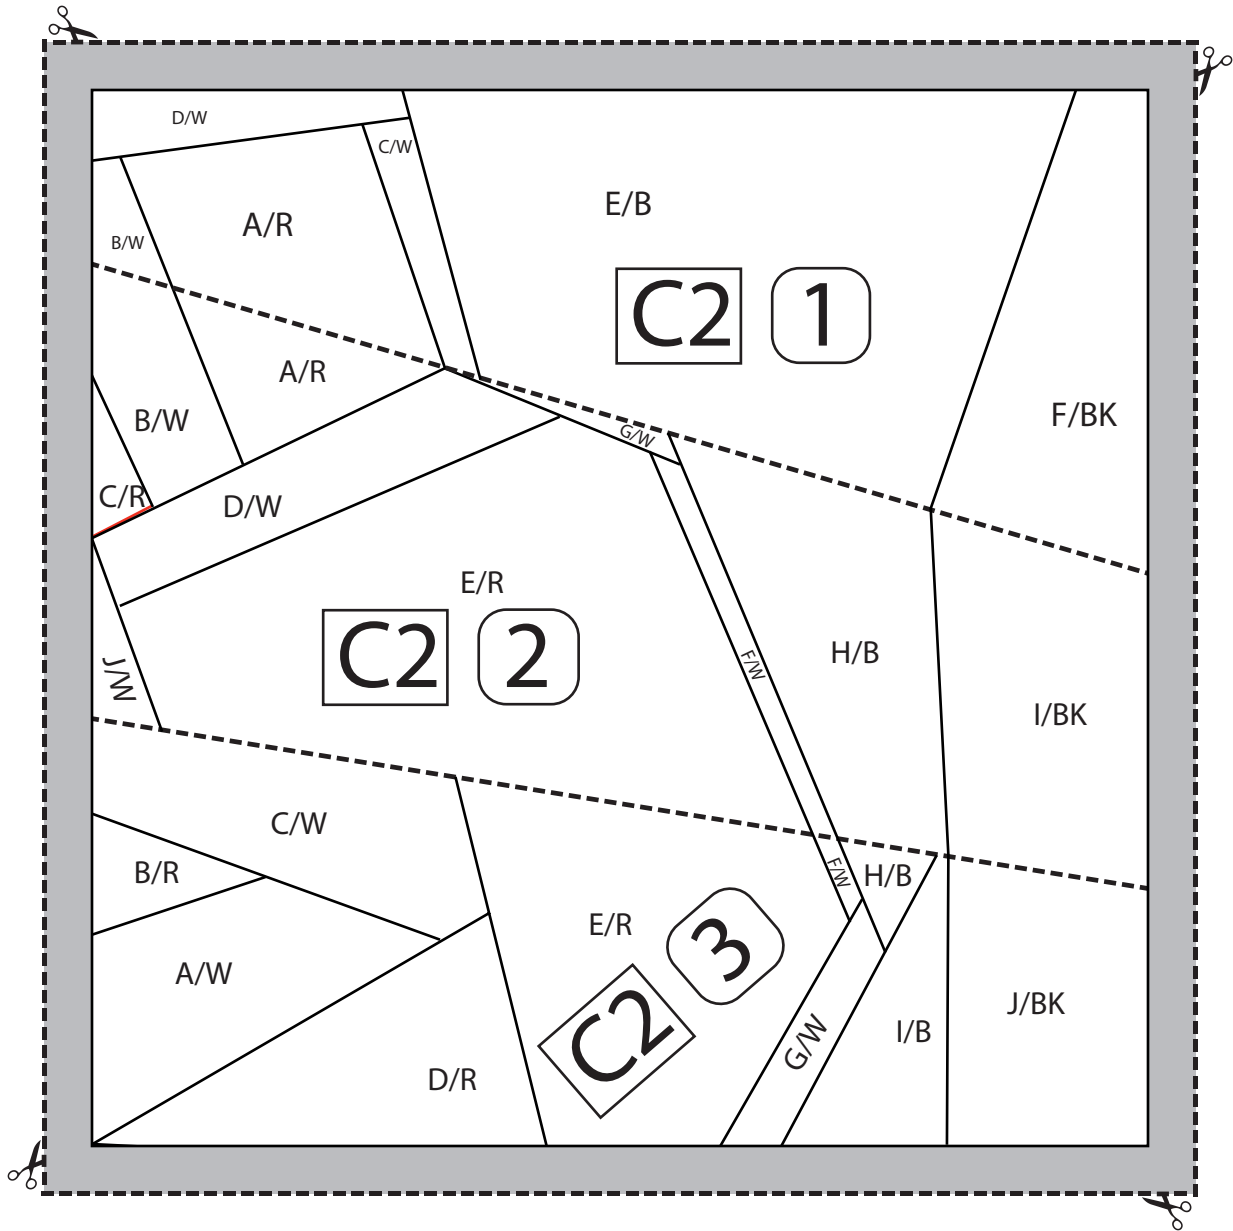 D/W
C/W
E/B
A/R
B/W
C2 1
A/R
F/BK
B/W
G/W
C/R
D/W
E/R
C2 2
F/W
H/B
J/W
I/BK
C/W
B/R
F/W
H/B
E/R
C2 3
A/W
J/BK
I/B
G/W
D/R